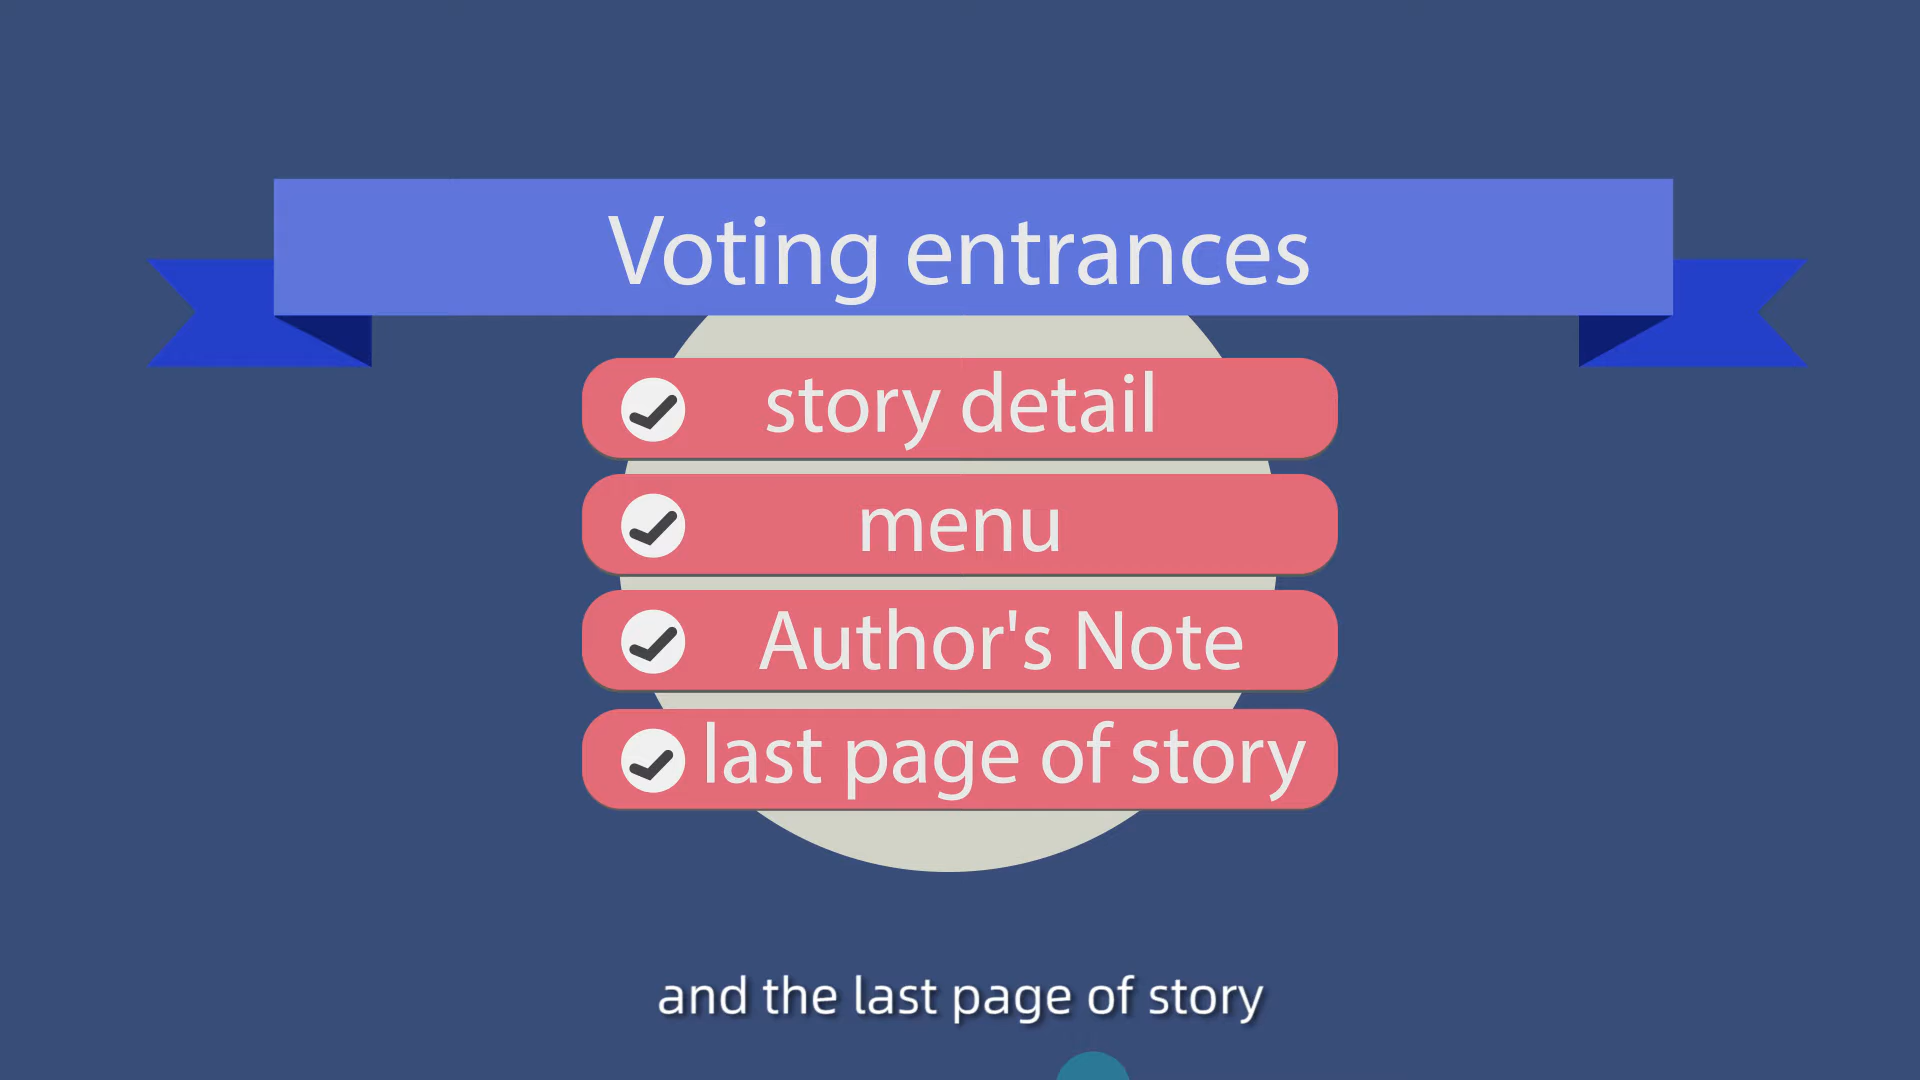 Voting entrances
story detail
menu
Author's Note
last page of story
and the last page of story